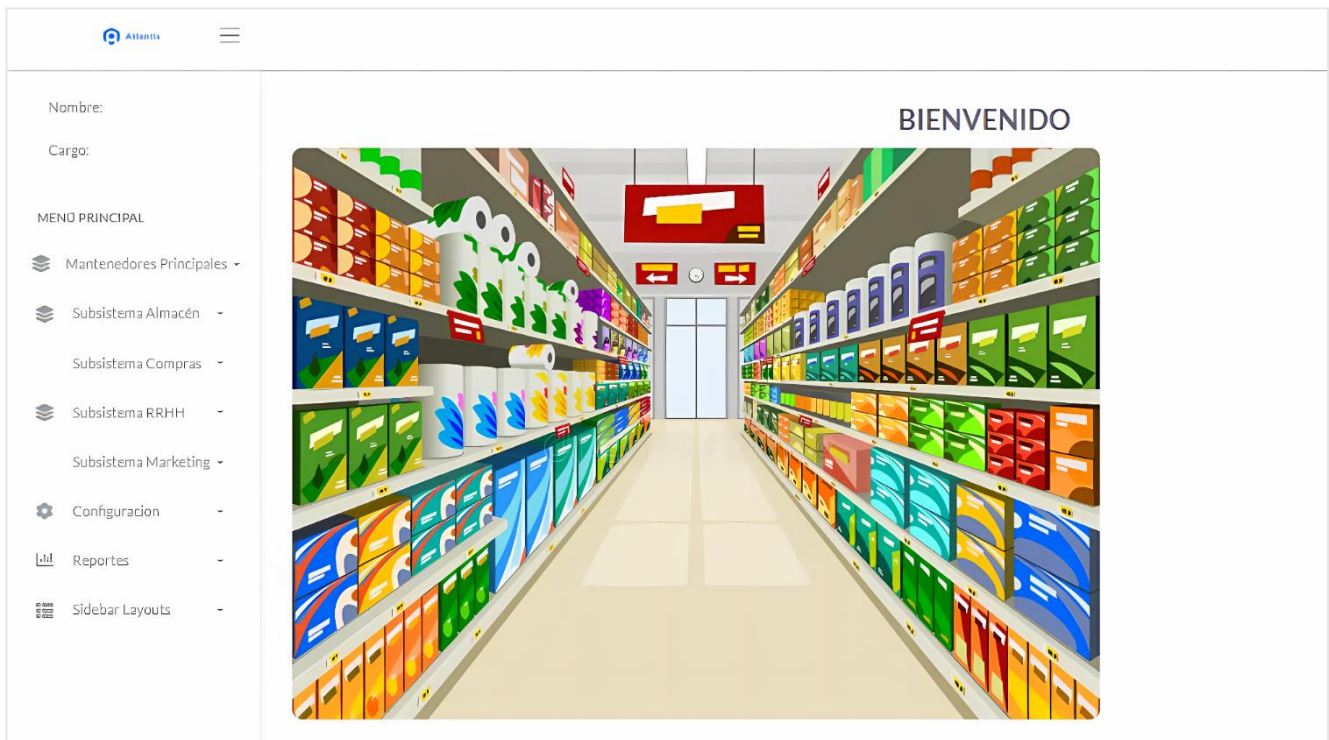 Atlantis
Nombre:
BIENVENIDO
Cargo:
MENÚ PRINCIPAL
Mantenedores Principales
Subsistema Almacén
Subsistema Compras
Subsistema RRHH
Subsistema Marketing
Configuracion
Reportes
Sidebar Layouts